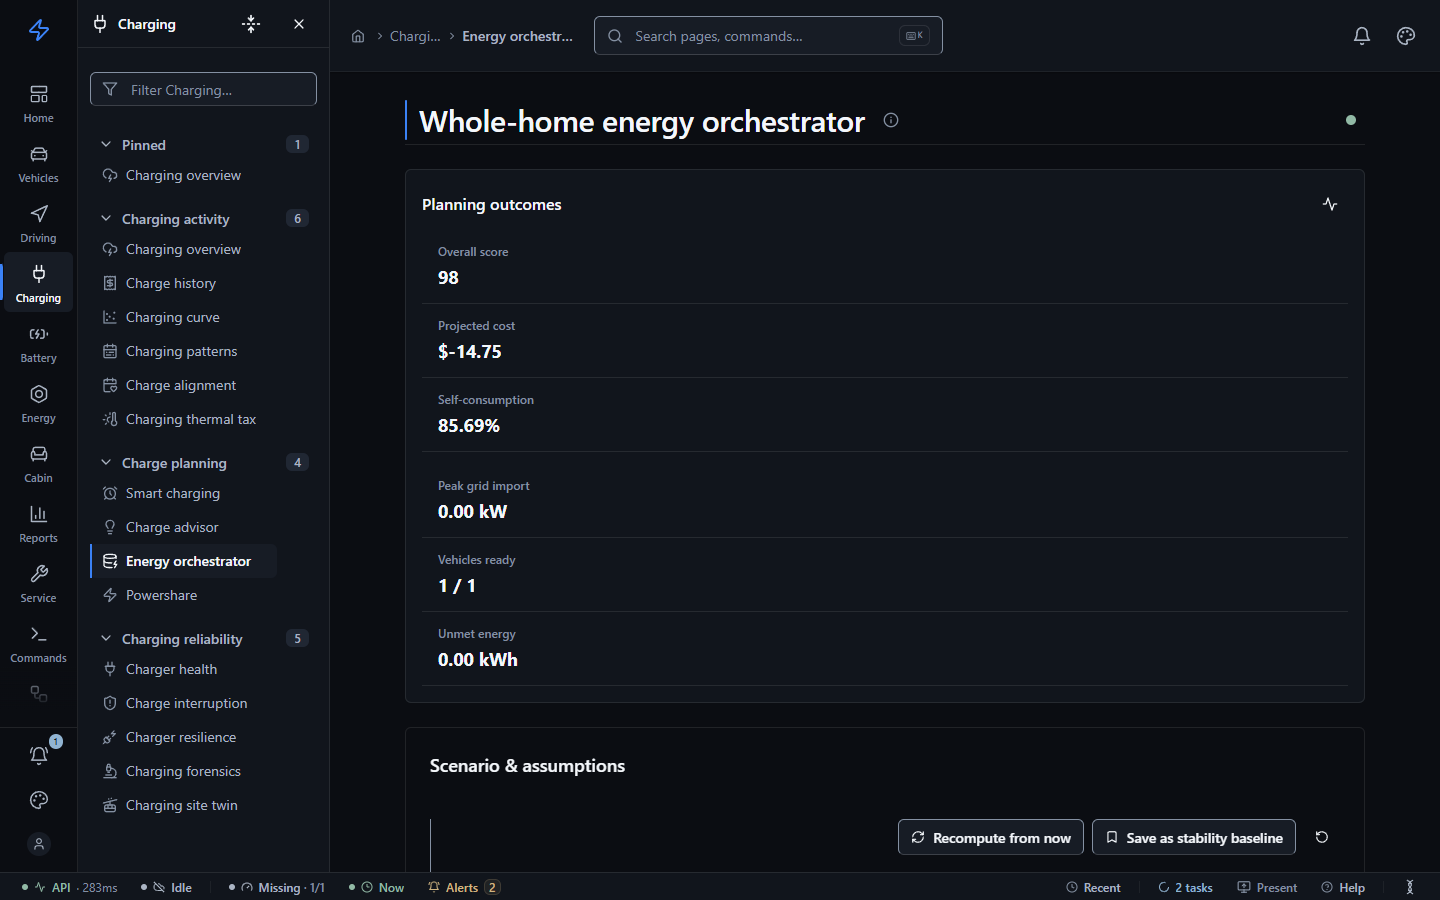 Charging
Chargi...
Energy orchestr...
Search pages, commands...
K
Home
Vehicles
Driving
Charging
Battery
Energy
Cabin
Reports
Service
Commands
1
Filter Charging...
Pinned
1
Charging overview
Charging activity
6
Charging overview
Charge history
Charging curve
Charging patterns
Charge alignment
Charging thermal tax
Charge planning
4
Smart charging
Charge advisor
Energy orchestrator
Powershare
Charging reliability
5
Charger health
Charge interruption
Charger resilience
Charging forensics
Charging site twin
Whole-home energy orchestrator
Planning outcomes
Overall score
98
Projected cost
$-14.75
Self-consumption
85.69%
Peak grid import
0.00 kW
Vehicles ready
1 / 1
Unmet energy
0.00 kWh
Scenario & assumptions
Recompute from now
Save as stability baseline
API · 283ms
Idle
Missing · 1/1
Now
Alerts 2
Recent
2 tasks
Present
Help